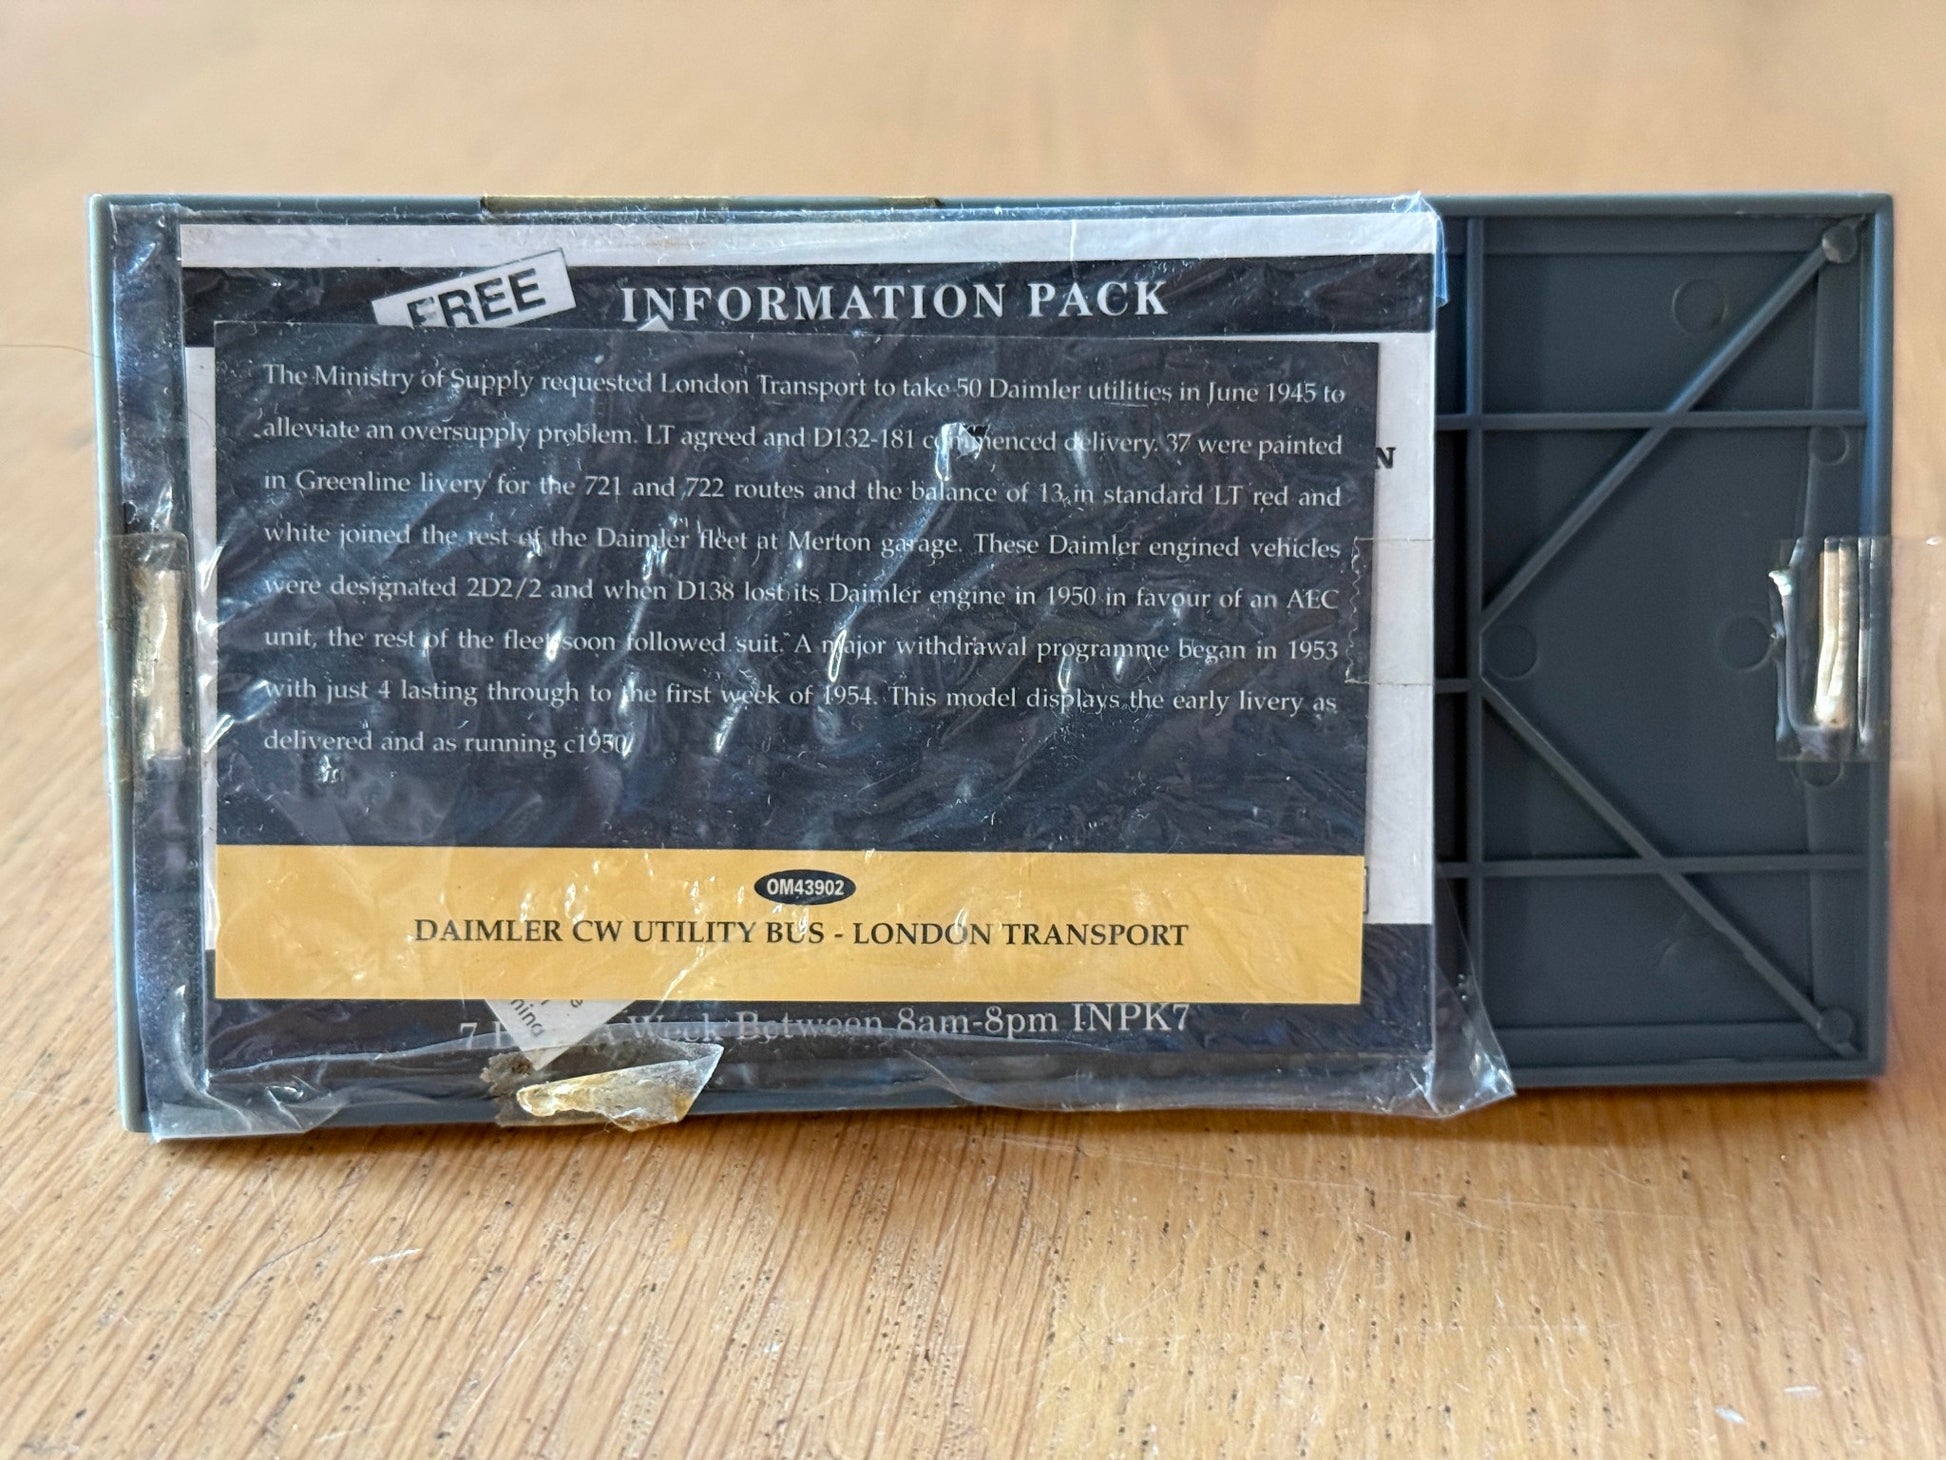 FREE
INFORMATION PACK
The Ministry of Supply requested London Transport to take 50 Daimler utilities in June 1945 to
alleviate an oversupply problem. LT agreed and D132-181 commenced delivery. 37 were painted
in Greenline livery for the 721 and 722 routes and the balance of 13 in standard LT red and
white joined the rest of the Daimler fleet at Merton garage. These Daimler engined vehicles
were designated 2D2/2 and when D138 lost its Daimler engine in 1950 in favour of an AEC
unit, the rest of the fleet soon followed suit. A major withdrawal programme began in 1953
with just 4 lasting through to the first week of 1954. This model displays the early livery as
delivered and as running c1950.
N
OM43902
DAIMLER CW UTILITY BUS - LONDON TRANSPORT
7 Week Between 8am-8pm INPK7